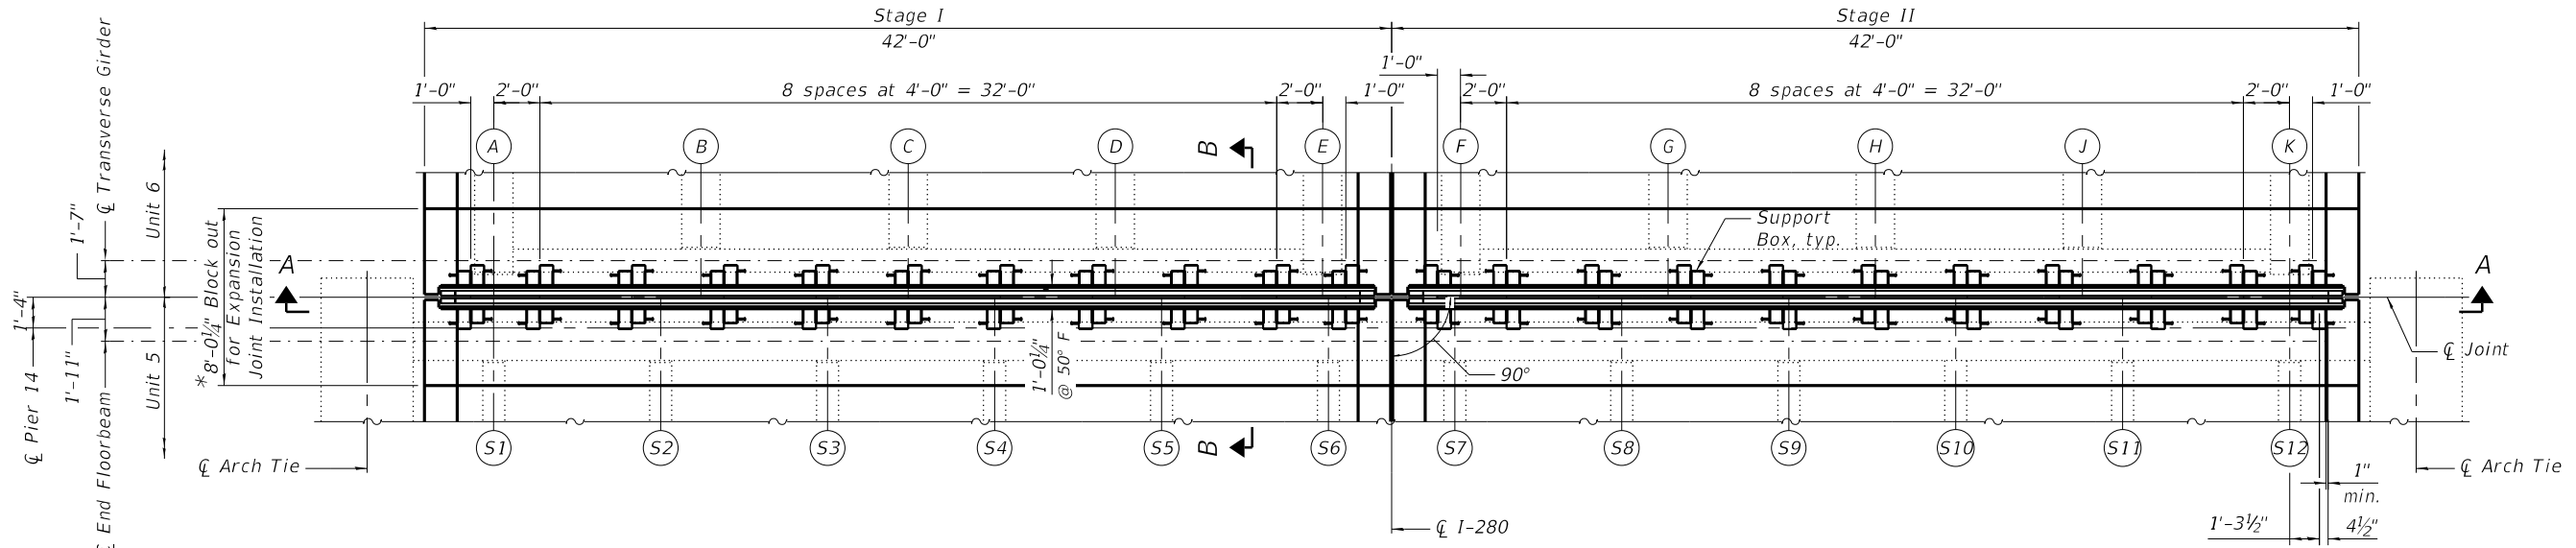 Stage I
42'-0"
Stage II
42'-0"
1'-0"
2'-0"
8 spaces at 4'-0" = 32'-0"
2'-0"
1'-0"
1'-0"
2'-0"
8 spaces at 4'-0" = 32'-0"
2'-0"
1'-0"
A
B
C
D
B
E
F
G
H
J
K
℄ Transverse Girder
Unit 6
1'-7"
*8'-0¼" Block out
for Expansion
Joint Installation
Support
Box, typ.
A
A
1'-4"
1'-11"
Unit 5
℄ Pier 14
℄ End Floorbeam
1'-0¼"
@ 50° F
90°
℄ Joint
S1
S2
S3
S4
S5
B
S6
S7
S8
S9
S10
S11
S12
℄ Arch Tie
℄ Arch Tie
1"
min.
℄ I-280
1'-3½"
4½"